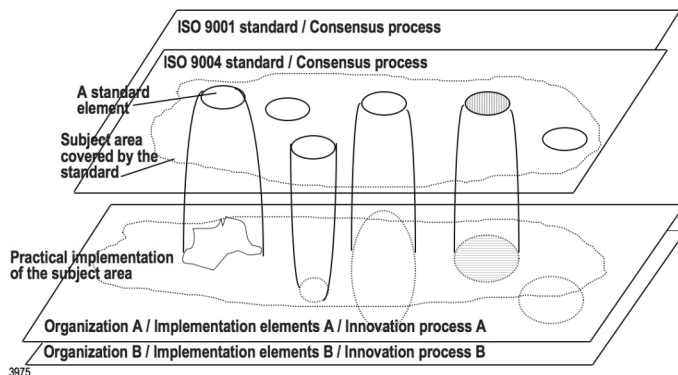 ISO 9001 standard / Consensus process
ISO 9004 standard / Consensus process
A standard
element
Subject area
covered by the
standard
Practical implementation
of the subject area
Organization A / Implementation elements A / Innovation process A
Organization B / Implementation elements B / Innovation process B
3975